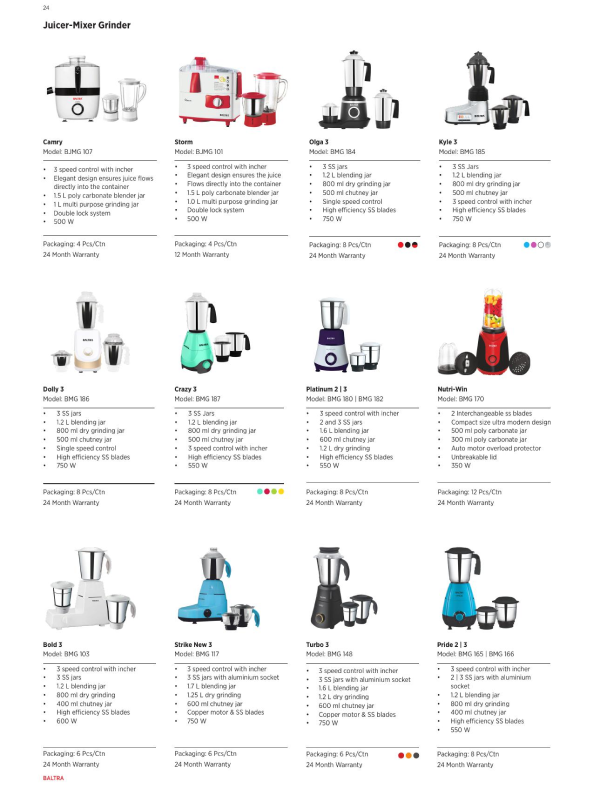 24
Juicer-Mixer Grinder
Camry
Model: BJMG 107
• 3 speed control with incher
• Elegant design ensures juice flows
directly into the container
• 1.5 L poly carbonate blender jar
• 1 L multi purpose grinding jar
• Double lock system
• 500 W
Packaging: 4 Pcs/Ctn
24 Month Warranty
Storm
Model: BJMG 101
• 3 speed control with incher
• Elegant design ensures the juice
• Flows directly into the container
• 1.5 L poly carbonate blender jar
• 1.0 L multi purpose grinding jar
• Double lock system
• 500 W
Packaging: 4 Pcs/Ctn
12 Month Warranty
Olga 3
Model: BMG 184
• 3 SS jars
• 1.2 L blending jar
• 800 ml dry grinding jar
• 500 ml chutney jar
• Single speed control
• High efficiency SS blades
• 750 W
Packaging: 8 Pcs/Ctn
24 Month Warranty
Kyle 3
Model: BMG 185
• 3 SS Jars
• 1.2 L blending jar
• 800 ml dry grinding jar
• 500 ml chutney jar
• 3 speed control with incher
• High efficiency SS blades
• 750 W
Packaging: 8 Pcs/Ctn
24 Month Warranty
Dolly 3
Model: BMG 186
• 3 SS jars
• 1.2 L blending jar
• 800 ml dry grinding jar
• 500 ml chutney jar
• Single speed control
• High efficiency SS blades
• 750 W
Packaging: 8 Pcs/Ctn
24 Month Warranty
Crazy 3
Model: BMG 187
• 3 SS Jars
• 1.2 L blending jar
• 800 ml dry grinding jar
• 500 ml chutney jar
• 3 speed control with incher
• High efficiency SS blades
• 550 W
Packaging: 8 Pcs/Ctn
24 Month Warranty
Platinum 2 | 3
Model: BMG 180 | BMG 182
• 3 speed control with incher
• 2 and 3 SS jars
• 1.6 L blending jar
• 600 ml chutney jar
• 1.2 L dry grinding
• High efficiency SS blades
• 550 W
Packaging: 8 Pcs/Ctn
24 Month Warranty
Nutri-Win
Model: BMG 170
• 2 Interchangeable ss blades
• Compact size ultra modern design
• 500 ml poly carbonate jar
• 300 ml poly carbonate jar
• Auto motor overload protector
• Unbreakable lid
• 350 W
Packaging: 12 Pcs/Ctn
24 Month Warranty
Bold 3
Model: BMG 103
• 3 speed control with incher
• 3 SS jars
• 1.2 L blending jar
• 800 ml dry grinding
• 400 ml chutney jar
• High efficiency SS blades
• 600 W
Packaging: 6 Pcs/Ctn
24 Month Warranty
Strike New 3
Model: BMG 117
• 3 speed control with incher
• 3 SS jars with aluminium socket
• 1.7 L blending jar
• 1.25 L dry grinding
• 600 ml chutney jar
• Copper motor & SS blades
• 750 W
Packaging: 6 Pcs/Ctn
24 Month Warranty
Turbo 3
Model: BMG 148
• 3 speed control with incher
• 3 SS jars with aluminium socket
• 1.6 L blending jar
• 1.2 L dry grinding
• 600 ml chutney jar
• Copper motor & SS blades
• 750 W
Packaging: 6 Pcs/Ctn
24 Month Warranty
Pride 2 | 3
Model: BMG 165 | BMG 166
• 3 speed control with incher
• 2 | 3 SS jars with aluminium
socket
• 1.2 L blending jar
• 800 ml dry grinding
• 400 ml chutney jar
• High efficiency SS blades
• 550 W
Packaging: 8 Pcs/Ctn
24 Month Warranty
BALTRA